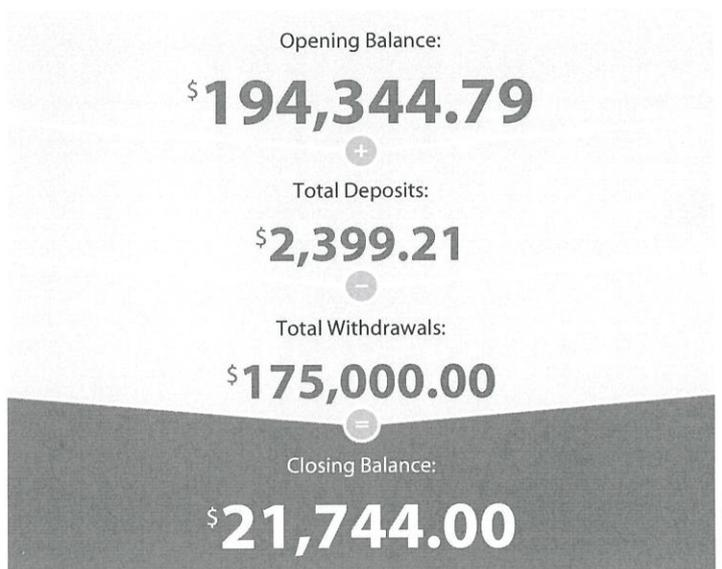 Opening Balance:
$194,344.79
+
Total Deposits:
$2,399.21
−
Total Withdrawals:
$175,000.00
=
Closing Balance:
$21,744.00